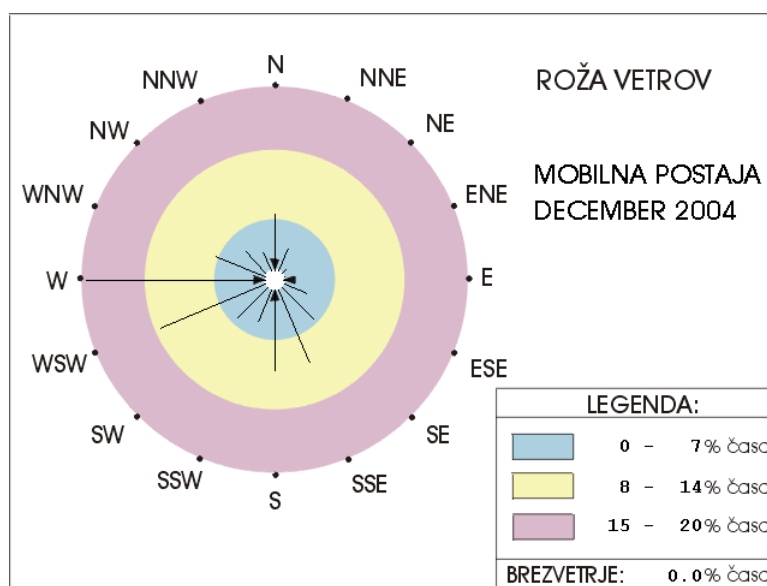 ROŽA VETROV
MOBILNA POSTAJA
DECEMBER 2004
N
NNE
NE
ENE
E
ESE
SE
SSE
S
SSW
SW
WSW
W
WNW
NW
NNW
LEGENDA:
0 - 7% časa
8 - 14% časa
15 - 20% časa
BREZVETRJE: 0.0% časa